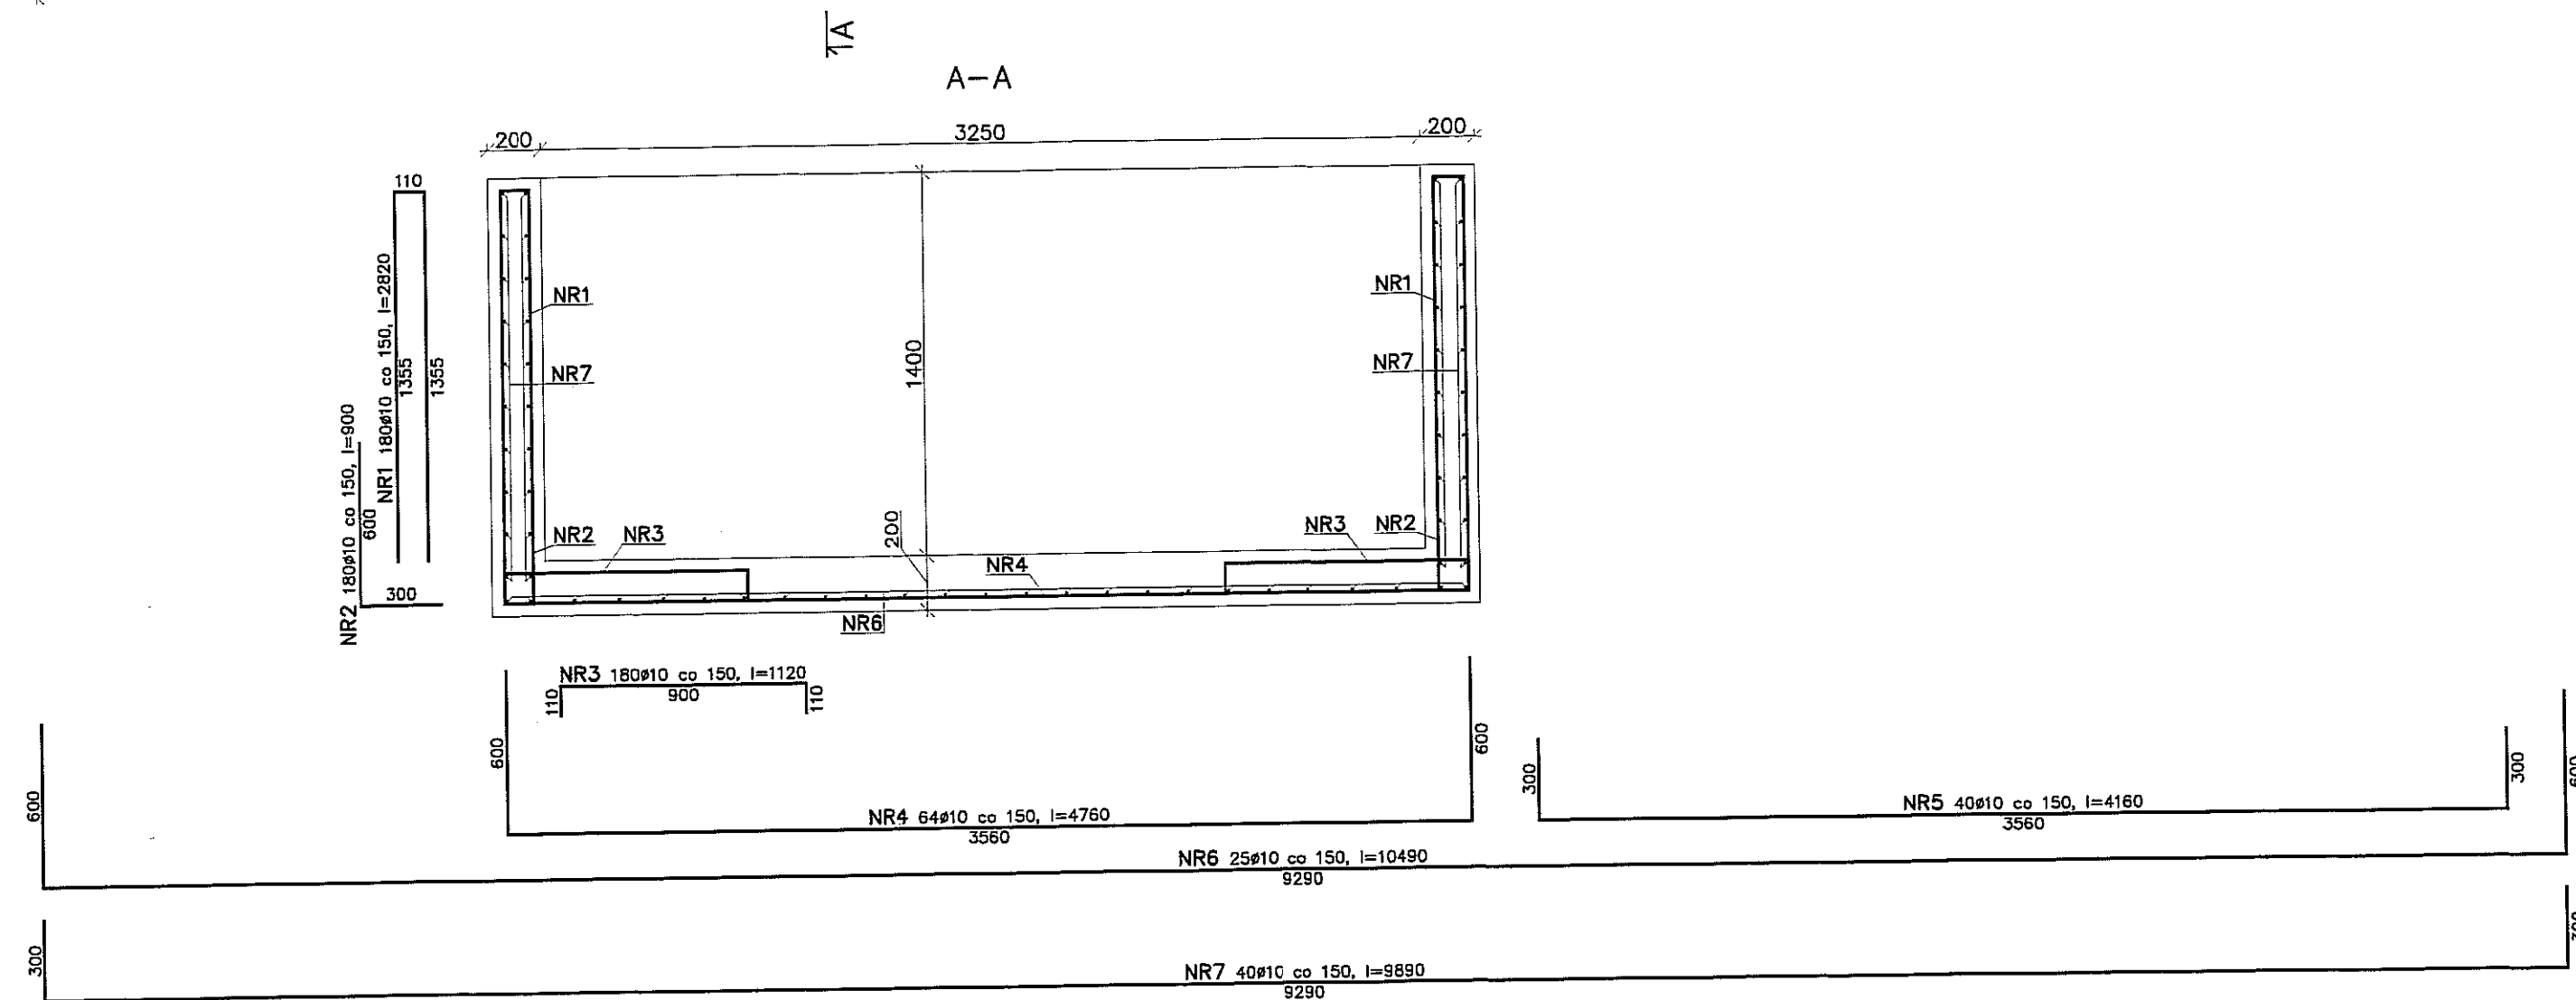 A
A-A
200
3250
200
110
NR1 180ø10 co 150, l=2820
1355
1355
NR2 180ø10 co 150, l=900
600
300
NR1
NR7
NR2
NR3
1400
200
NR4
NR6
NR1
NR7
NR3
NR2
NR3 180ø10 co 150, l=1120
110
900
110
600
600
NR4 64ø10 co 150, l=4760
3560
300
300
NR5 40ø10 co 150, l=4160
3560
600
600
NR6 25ø10 co 150, l=10490
9290
300
300
NR7 40ø10 co 150, l=9890
9290